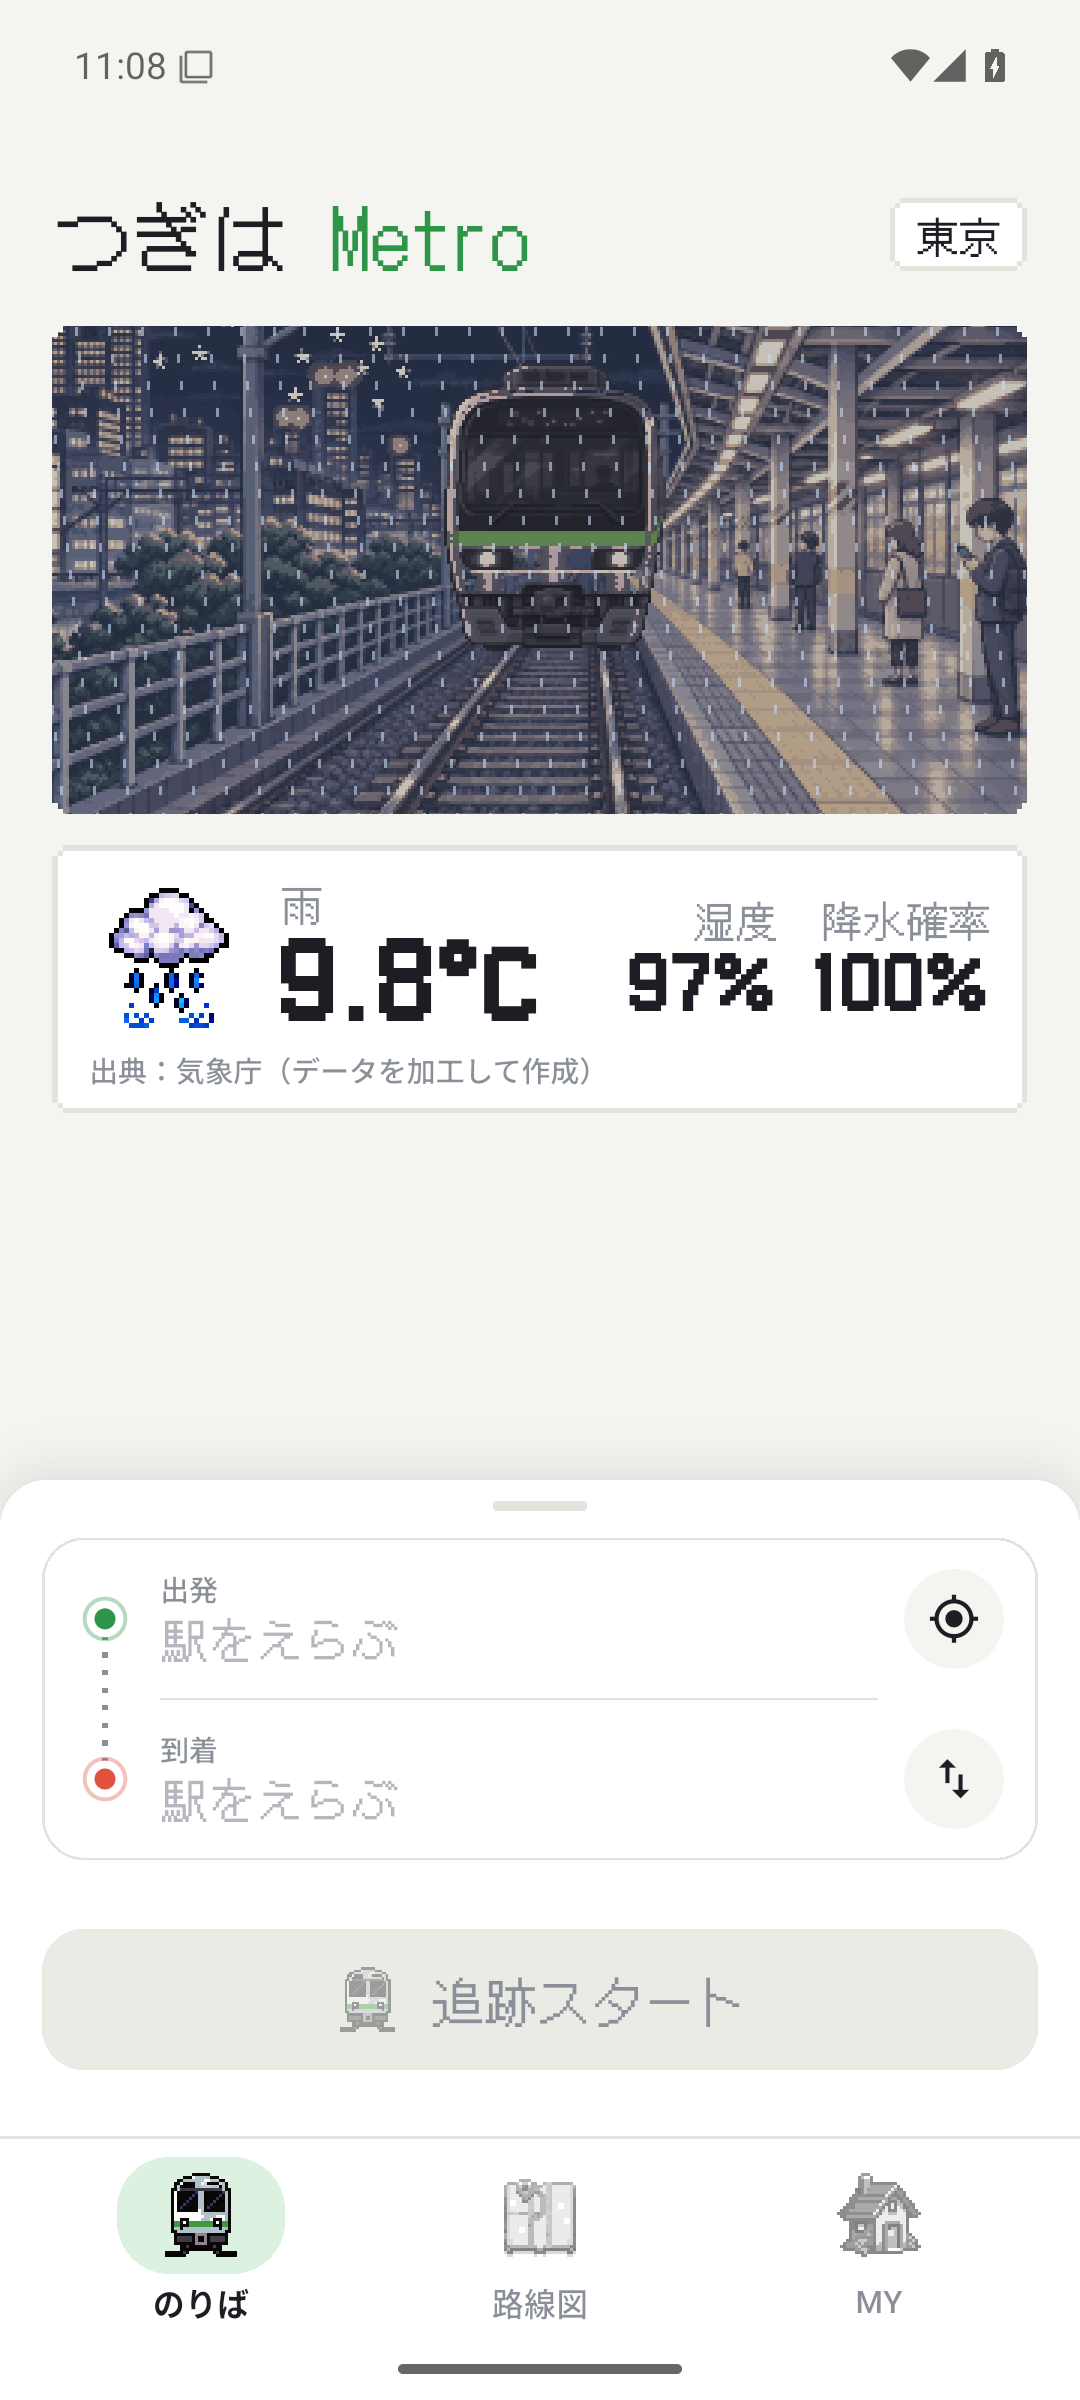 11:08
つぎは Metro
東京
雨
9.8℃
湿度
97%
降水確率
100%
出典：気象庁（データを加工して作成）
出発
駅をえらぶ
到着
駅をえらぶ
追跡スタート
のりば
路線図
MY